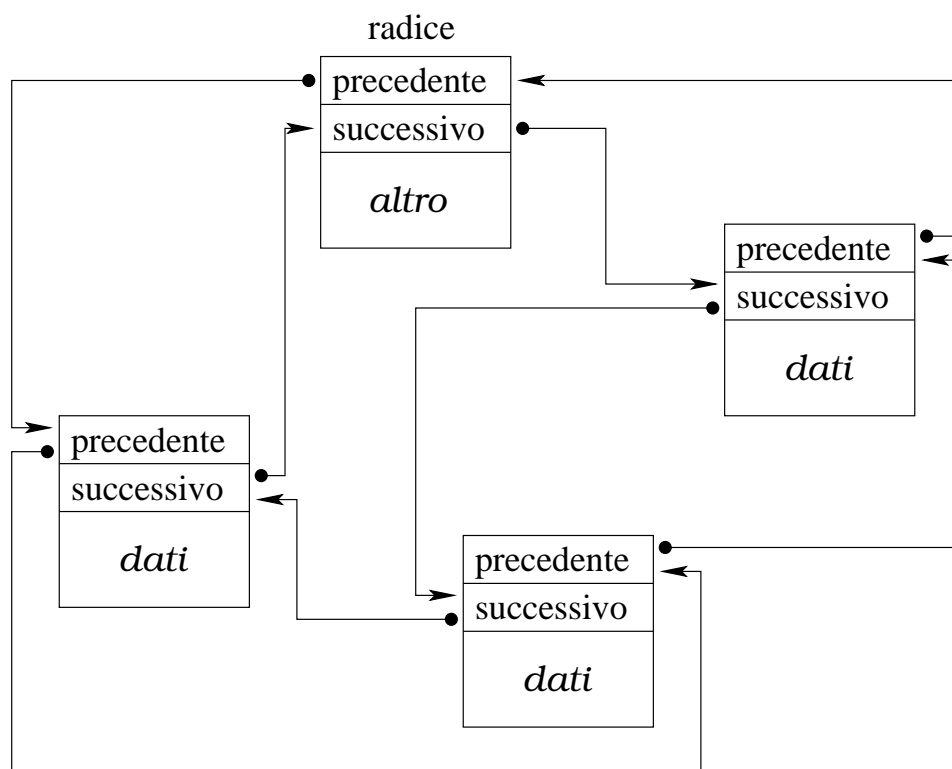 radice
precedente
successivo
altro
precedente
successivo
dati
precedente
successivo
dati
precedente
successivo
dati